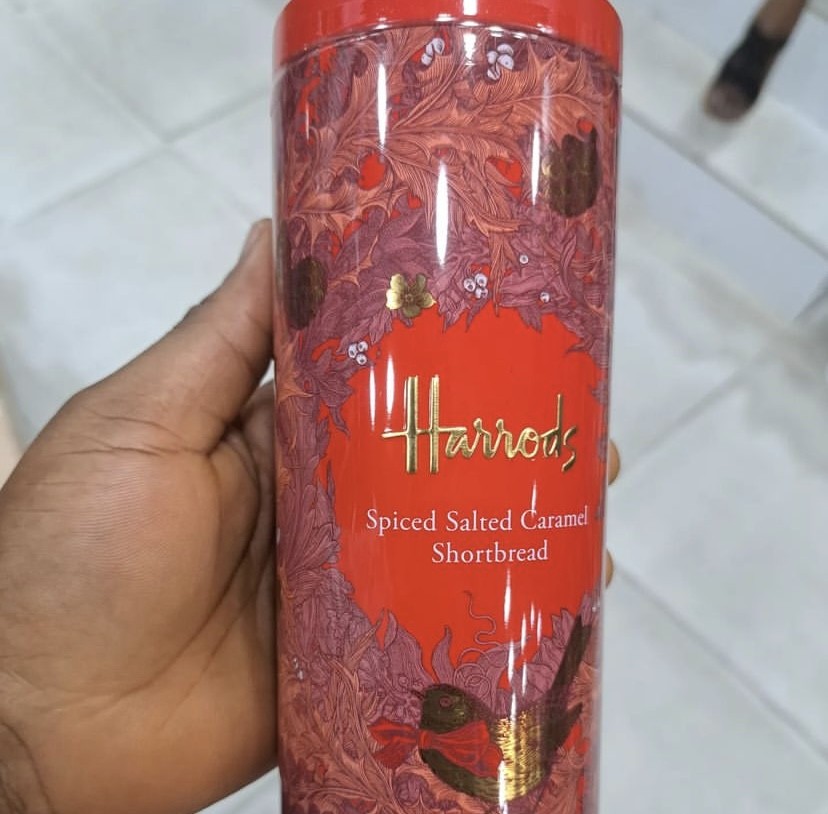 Harrods
Spiced Salted Caramel
Shortbread